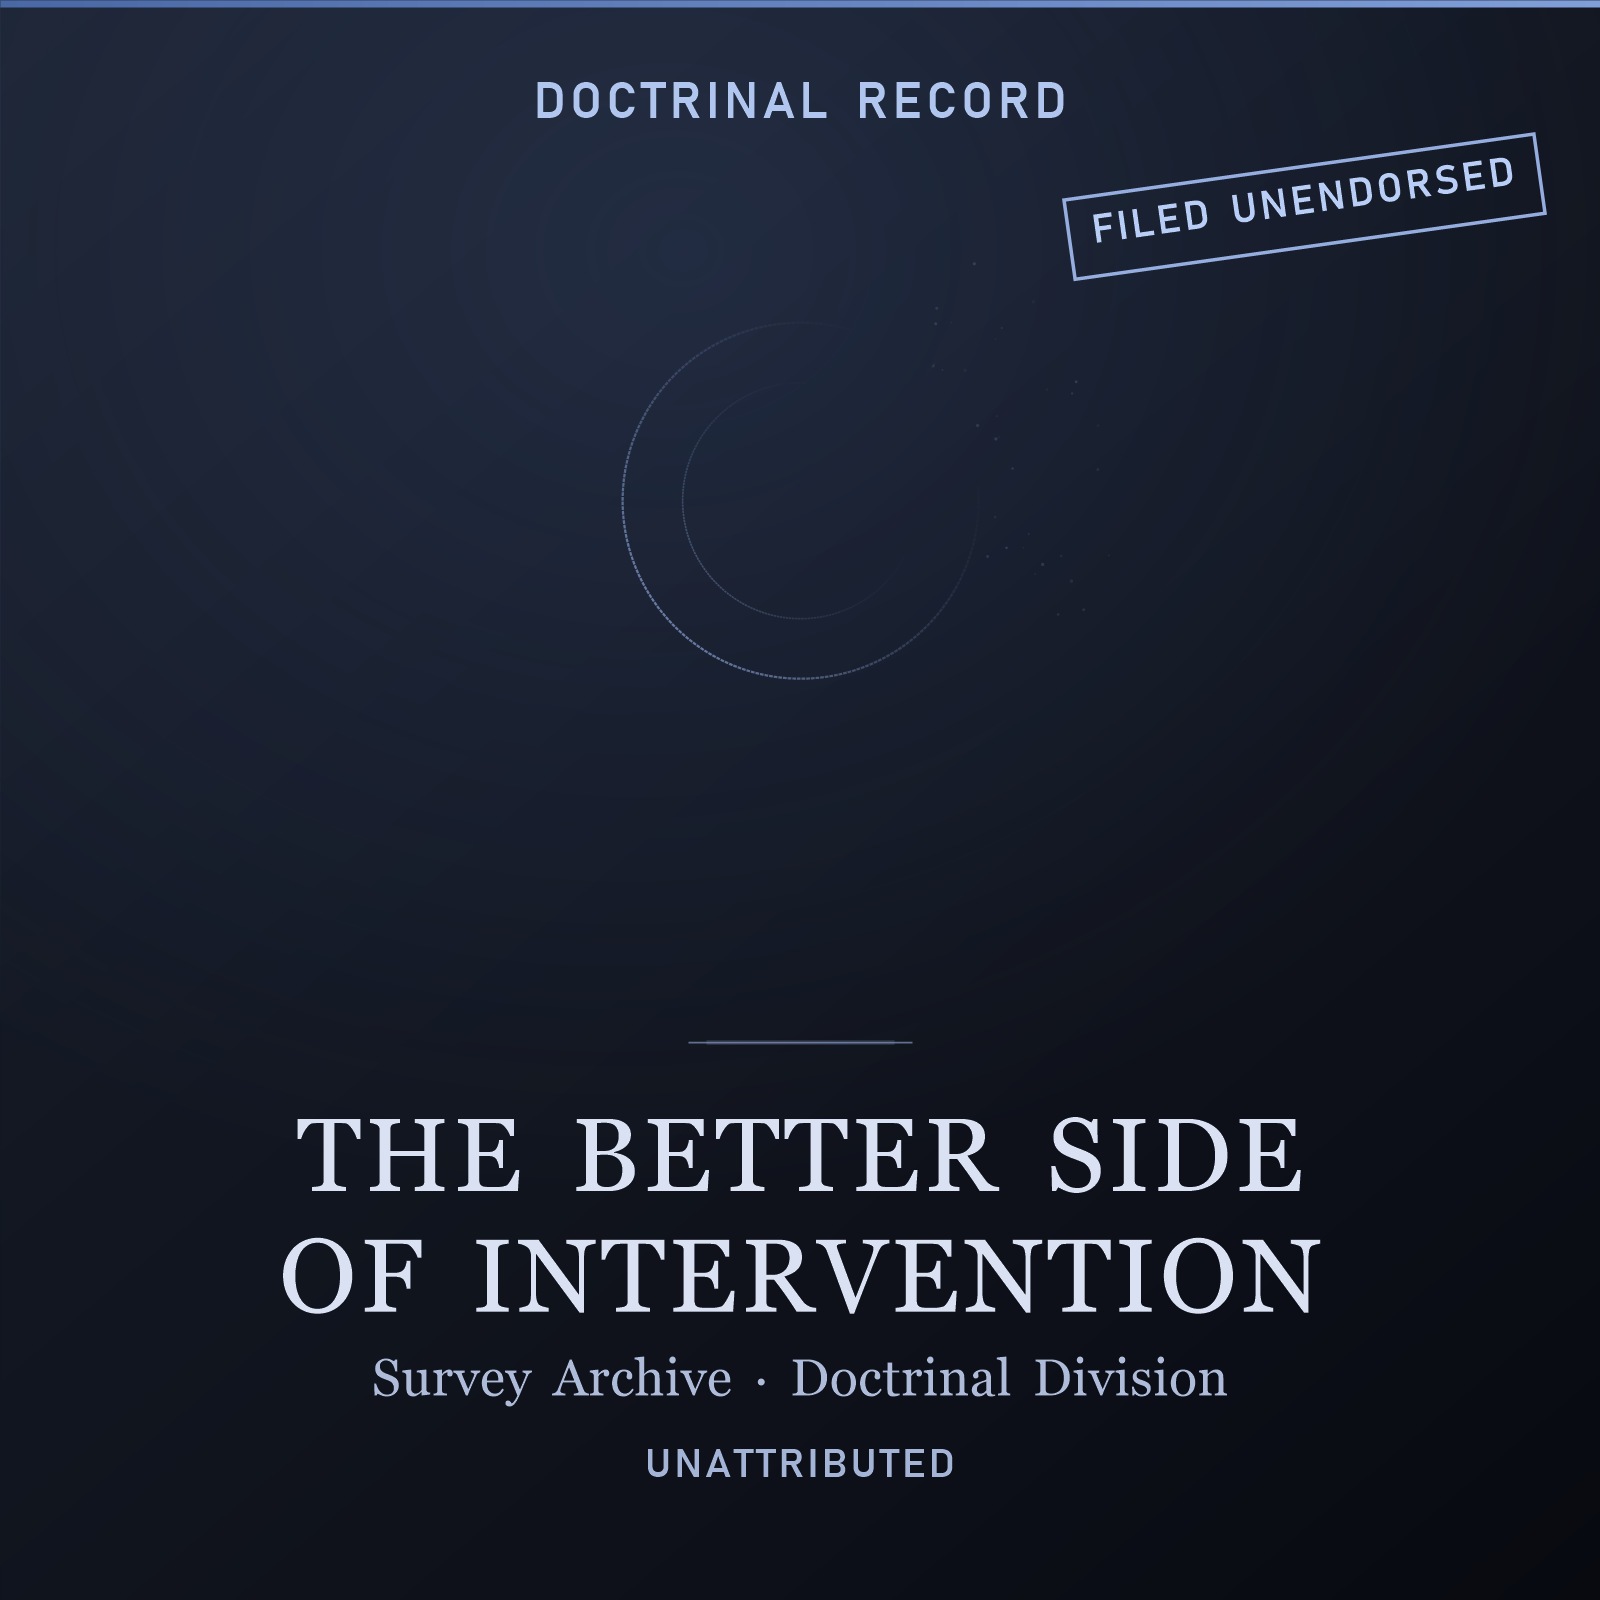 DOCTRINAL RECORD
FILED UNENDORSED
THE BETTER SIDE
OF INTERVENTION
Survey Archive · Doctrinal Division
UNATTRIBUTED